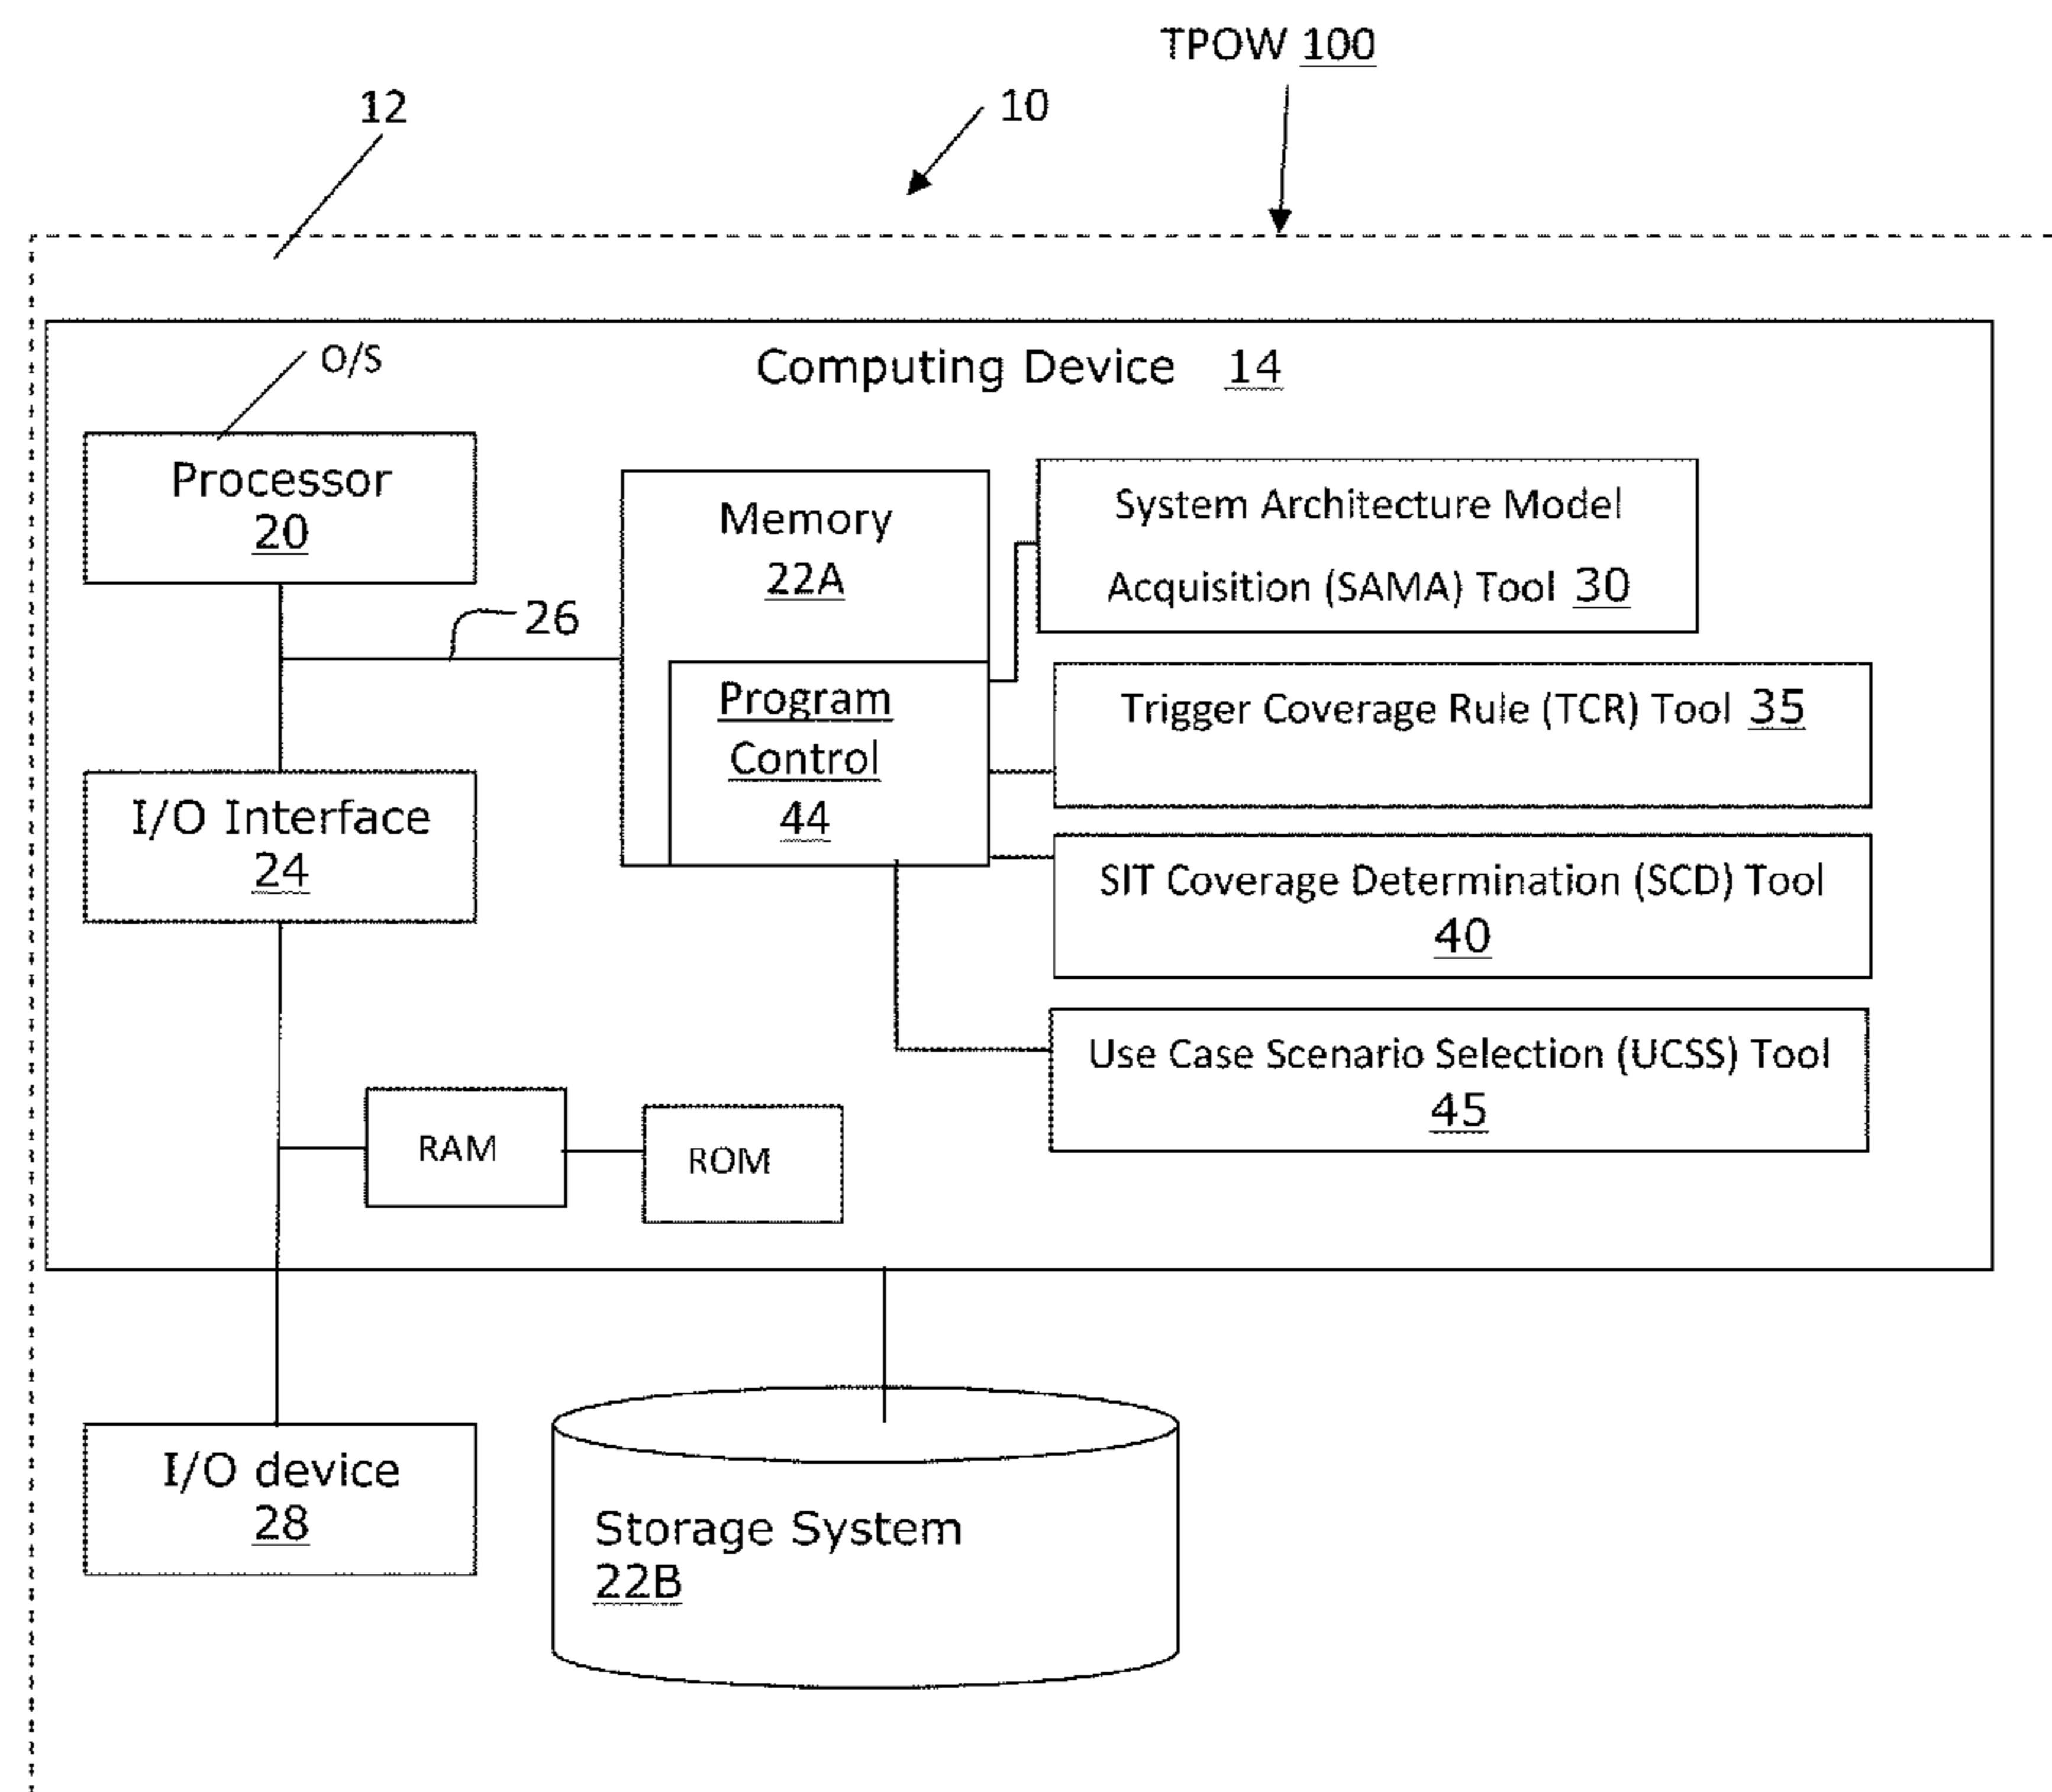 TPOW 100
12
10
Computing Device 14
O/S
Processor
20
Memory
22A
System Architecture Model
Acquisition (SAMA) Tool 30
26
Program
Control
44
Trigger Coverage Rule (TCR) Tool 35
I/O Interface
24
SIT Coverage Determination (SCD) Tool
40
Use Case Scenario Selection (UCSS) Tool
45
RAM
ROM
I/O device
28
Storage System
22B